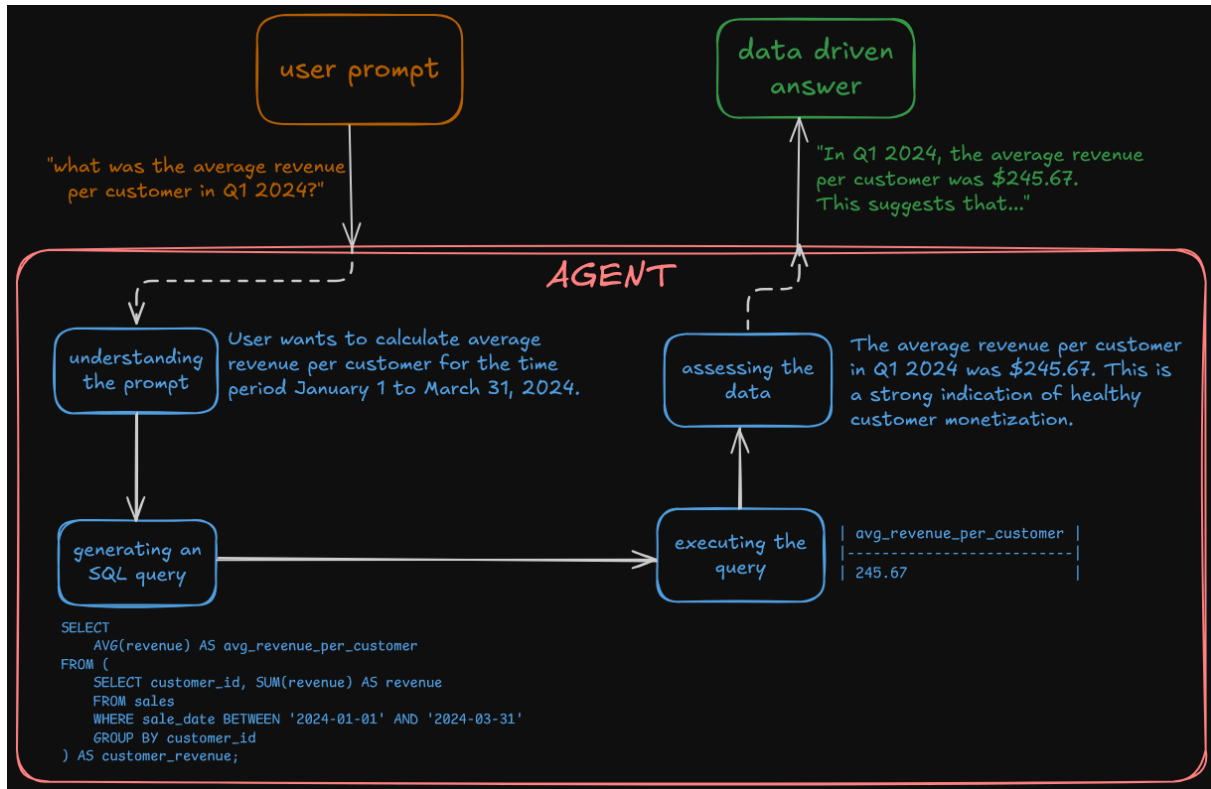 user prompt
data driven
answer
"what was the average revenue
per customer in Q1 2024?"
"In Q1 2024, the average revenue
per customer was $245.67.
This suggests that..."
AGENT
understanding
the prompt
User wants to calculate average
revenue per customer for the time
period January 1 to March 31, 2024.
assessing the
data
The average revenue per customer
in Q1 2024 was $245.67. This is
a strong indication of healthy
customer monetization.
generating an
SQL query
executing the
query
| avg_revenue_per_customer |
|--------------------------|
| 245.67 |
SELECT
    AVG(revenue) AS avg_revenue_per_customer
FROM (
    SELECT customer_id, SUM(revenue) AS revenue
    FROM sales
    WHERE sale_date BETWEEN '2024-01-01' AND '2024-03-31'
    GROUP BY customer_id
) AS customer_revenue;